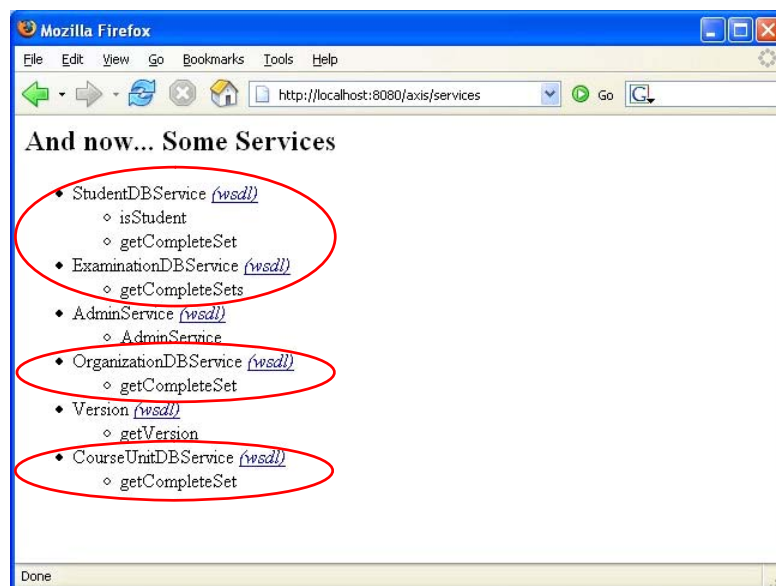 Mozilla Firefox
File Edit View Go Bookmarks Tools Help
http://localhost:8080/axis/services Go G
And now... Some Services
• StudentDBService (wsdl)
◦ isStudent
◦ getCompleteSet
• ExaminationDBService (wsdl)
◦ getCompleteSets
• AdminService (wsdl)
◦ AdminService
• OrganizationDBService (wsdl)
◦ getCompleteSet
• Version (wsdl)
◦ getVersion
• CourseUnitDBService (wsdl)
◦ getCompleteSet
Done